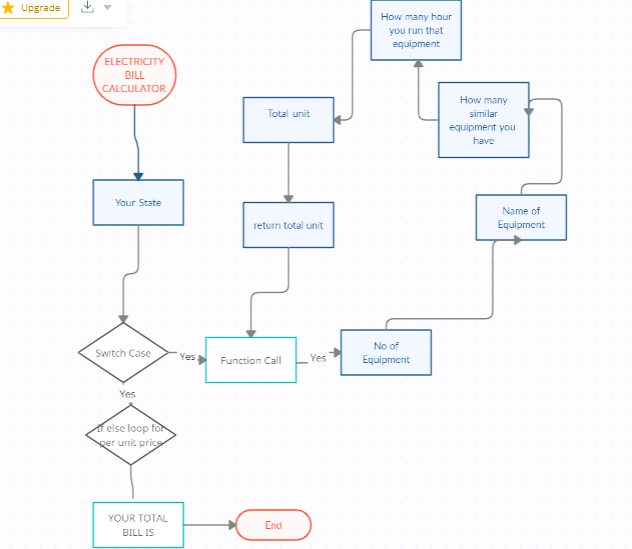 Upgrade
How many hour
you run that
equipment
ELECTRICITY
BILL
CALCULATOR
How many
similar
equipment you
have
Total unit
Your State
Name of
Equipment
return total unit
Switch Case
Yes
Function Call
Yes
No of
Equipment
Yes
If else loop for
per unit price
YOUR TOTAL
BILL IS
End